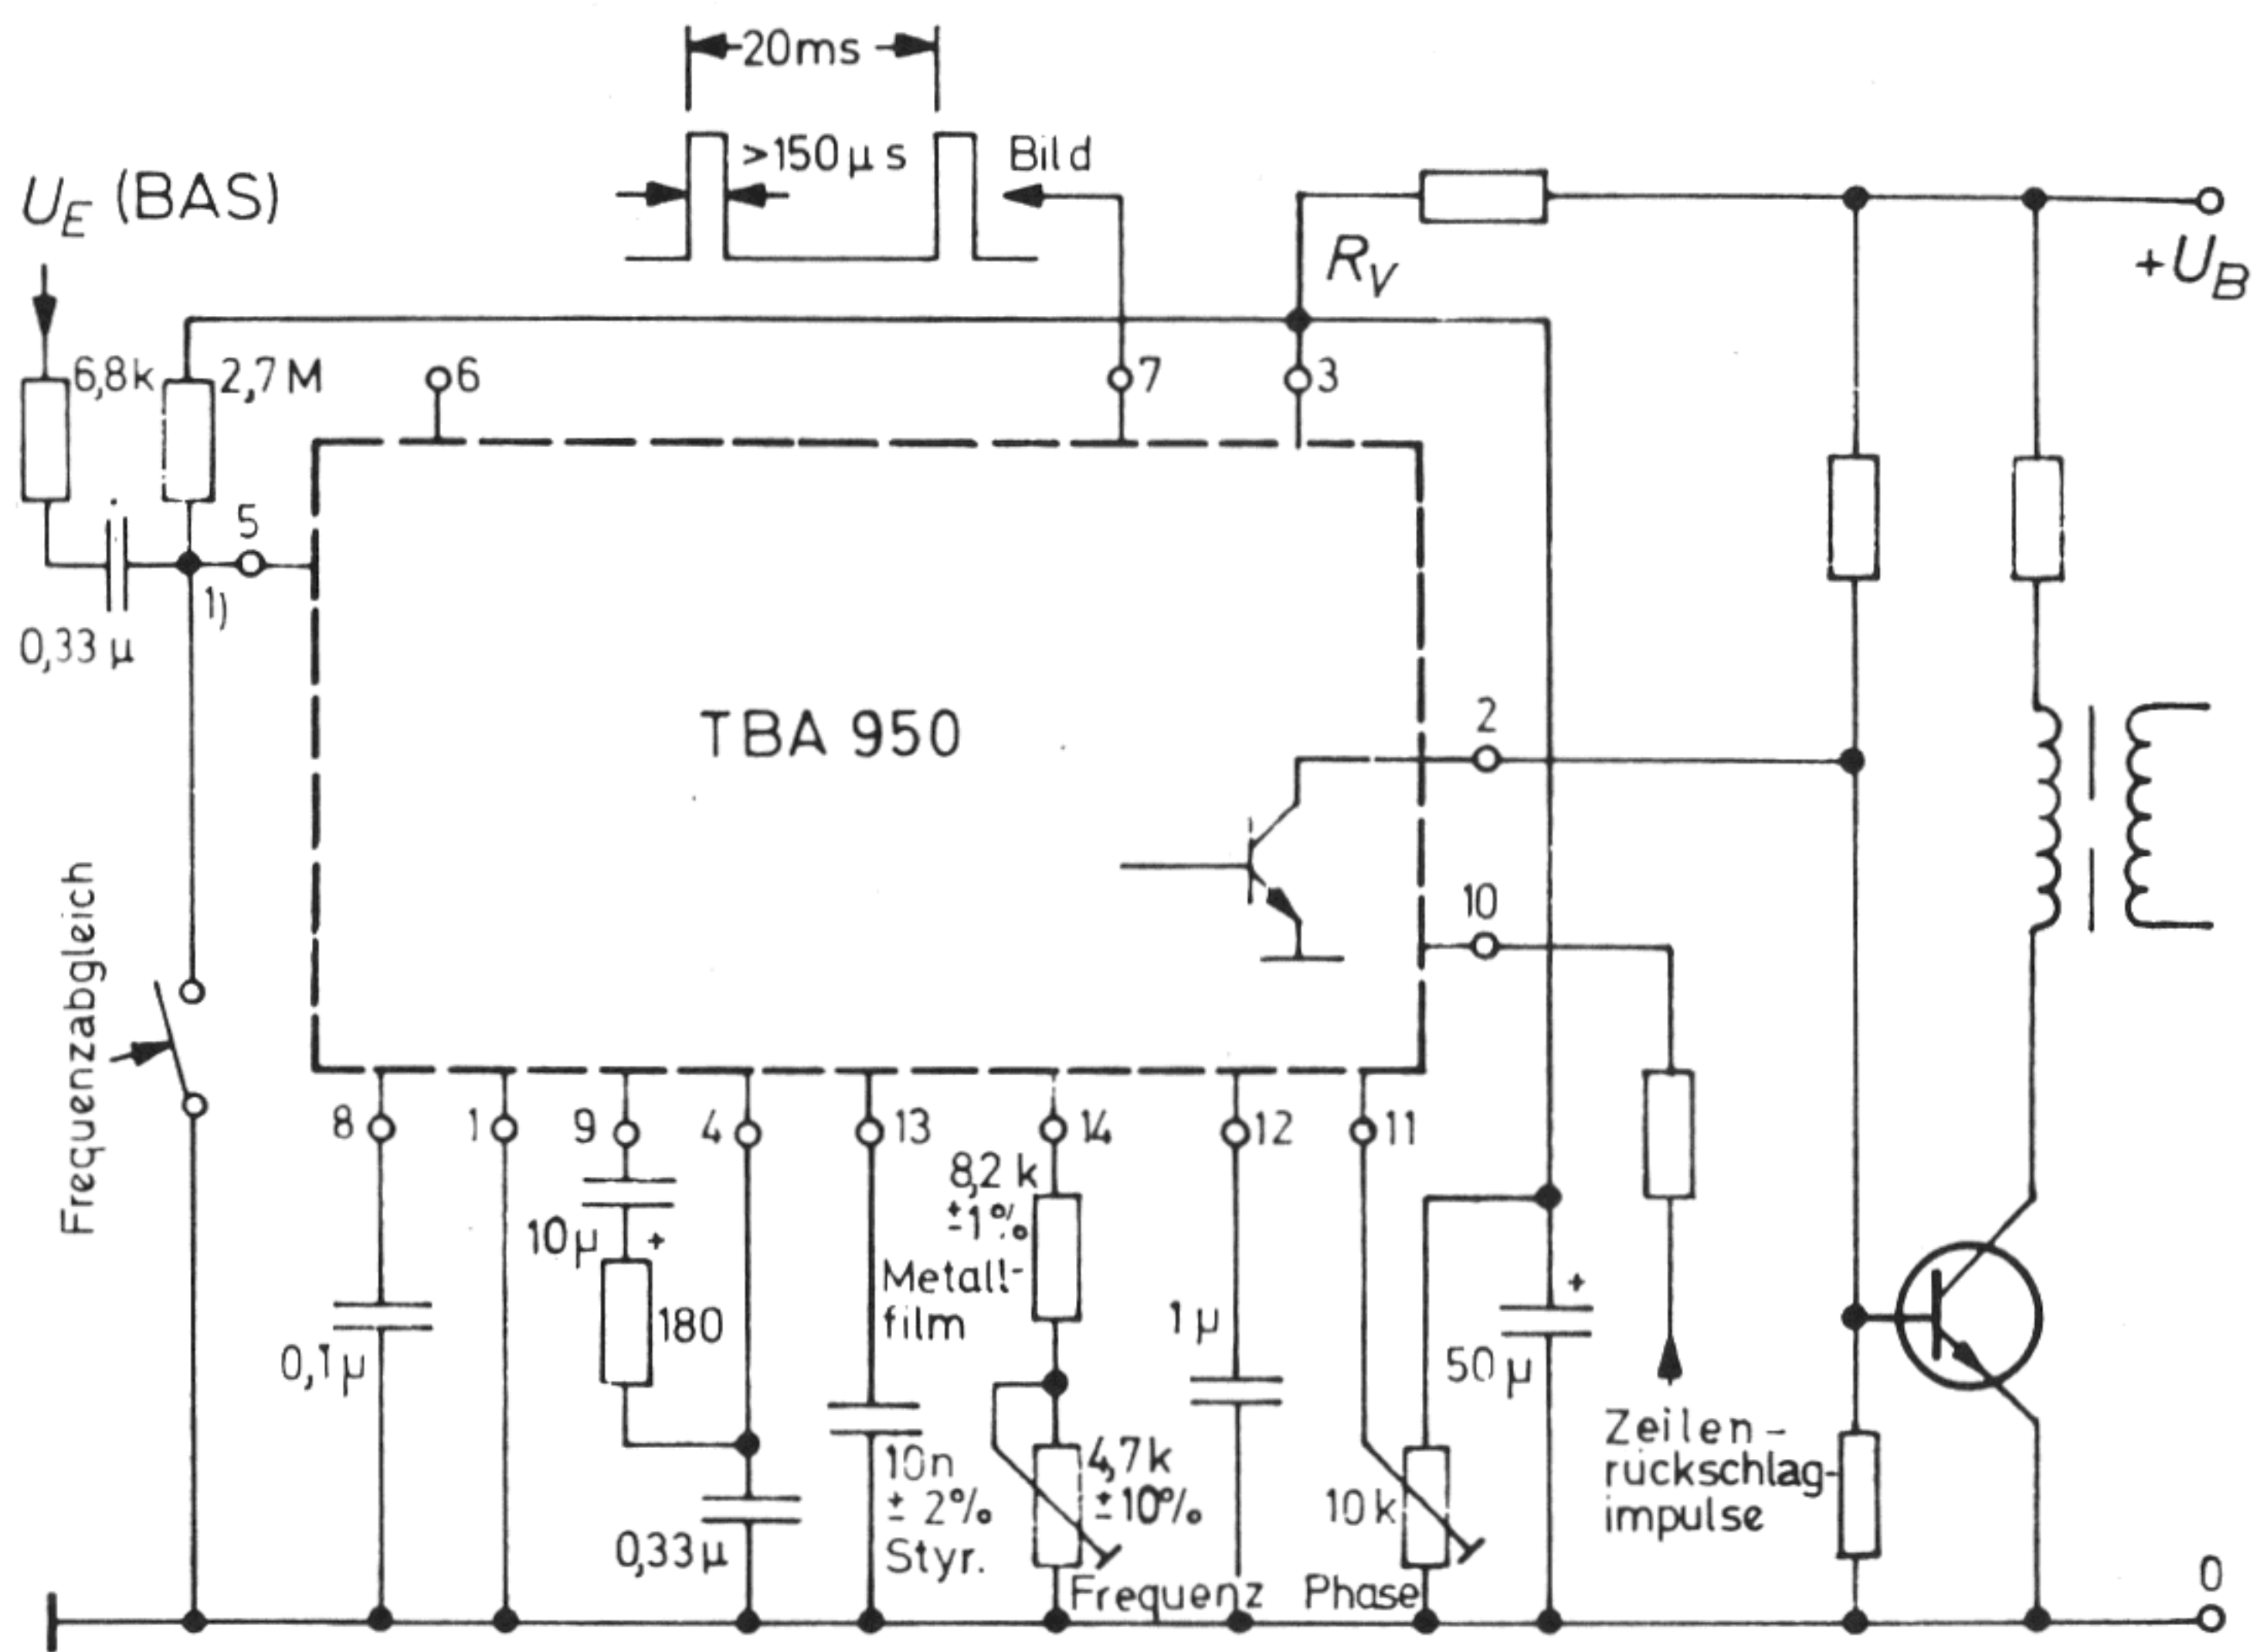 20ms
>150µs
Bild
U_E (BAS)
R_V
+U_B
6,8k
2,7M
6
7
3
5
1)
0,33µ
TBA 950
2
10
Frequenzabgleich
8
1
9
4
13
14
12
11
8,2 k
±1%
10µ
+
Metall-
film
180
0,1µ
1µ
+
50µ
Zeilen-
rückschlag-
impulse
10n
±2%
Styr.
4,7k
±10%
10k
0,33µ
Frequenz
Phase
0